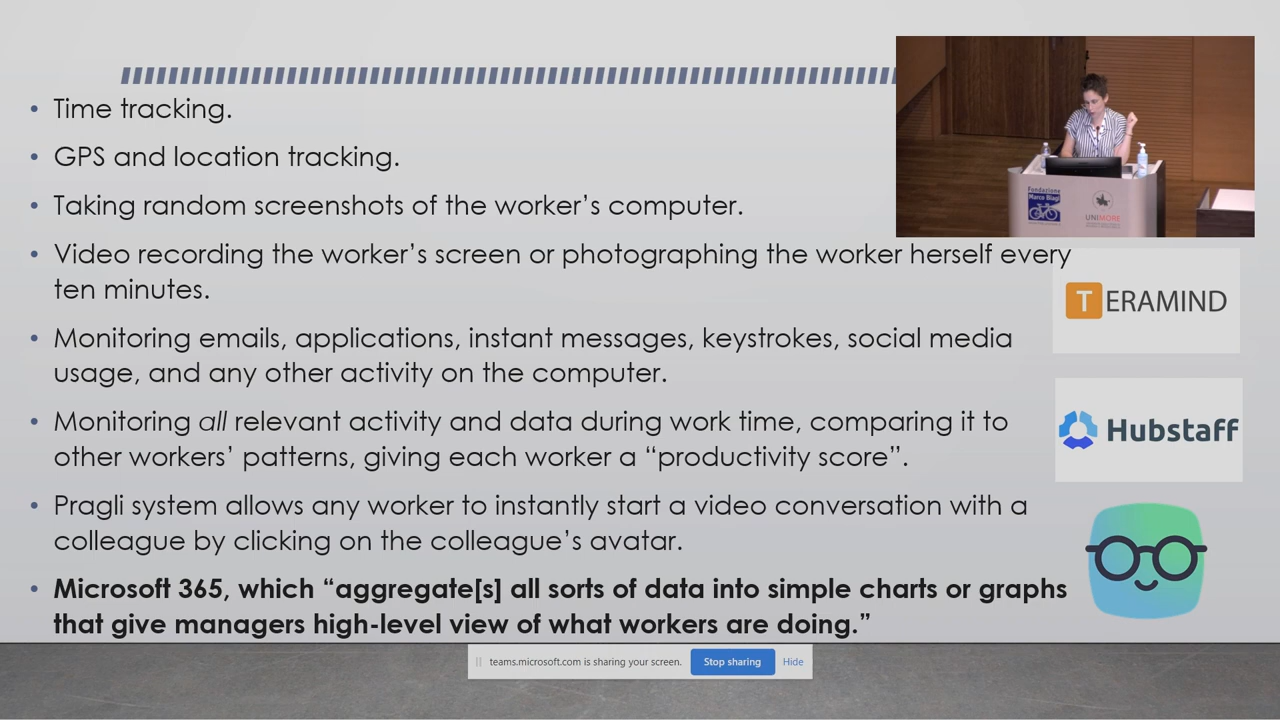 • Time tracking.
• GPS and location tracking.
• Taking random screenshots of the worker’s computer.
• Video recording the worker’s screen or photographing the worker herself every
ten minutes.
• Monitoring emails, applications, instant messages, keystrokes, social media
usage, and any other activity on the computer.
• Monitoring all relevant activity and data during work time, comparing it to
other workers’ patterns, giving each worker a “productivity score”.
• Pragli system allows any worker to instantly start a video conversation with a
colleague by clicking on the colleague’s avatar.
• Microsoft 365, which “aggregate[s] all sorts of data into simple charts or graphs
that give managers high-level view of what workers are doing.”
Fondazione
Marco Biagi
UNIMORE
TERAMIND
Hubstaff
teams.microsoft.com is sharing your screen.
Stop sharing
Hide